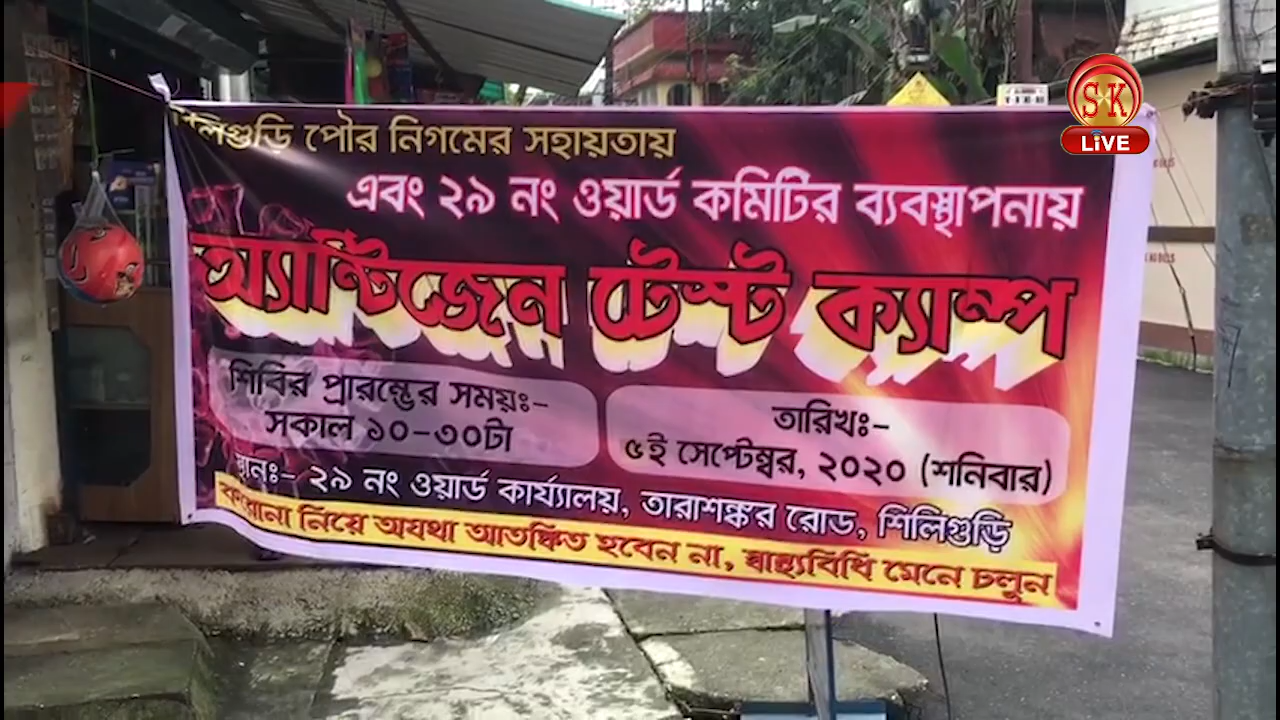 শিলিগুড়ি পৌর নিগমের সহায়তায়
এবং ২৯ নং ওয়ার্ড কমিটির ব্যবস্থাপনায়
অ্যান্টিজেন টেস্ট ক্যাম্প
শিবির প্রারম্ভের সময়ঃ-
সকাল ১০-৩০টা
তারিখঃ-
৫ই সেপ্টেম্বর, ২০২০ (শনিবার)
স্থানঃ- ২৯ নং ওয়ার্ড কার্য্যালয়, তারাশঙ্কর রোড, শিলিগুড়ি
করোনা নিয়ে অযথা আতঙ্কিত হবেন না, স্বাস্থ্যবিধি মেনে চলুন
SK
LIVE